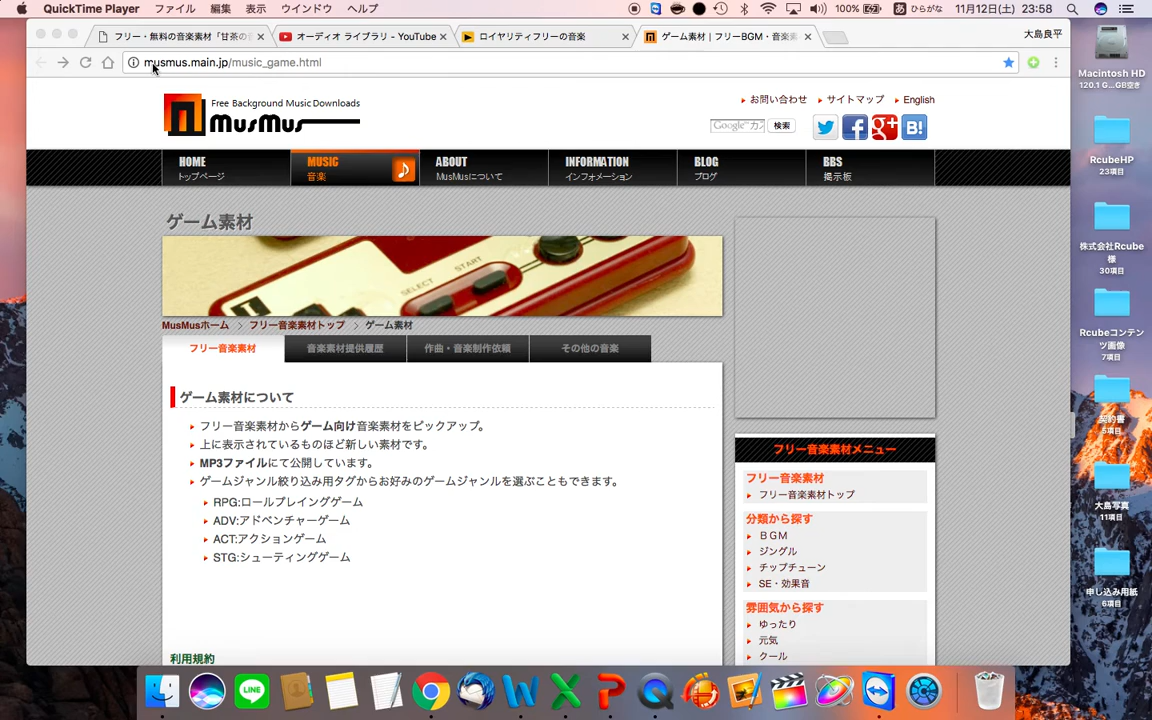 QuickTime Player ファイル 編集 表示 ウインドウ ヘルプ 100% あ ひらがな 11月12日(土) 23:58
フリー・無料の音楽素材「甘茶の音
オーディオ ライブラリ - YouTube
ロイヤリティフリーの音楽
ゲーム素材 | フリーBGM・音楽素
大島良平
musmus.main.jp/music_game.html
Free Background Music Downloads
MusMus
お問い合わせ サイトマップ English
Google 検索
B!
HOME MUSIC ABOUT INFORMATION BLOG BBS
トップページ 音楽 MusMusについて インフォメーション ブログ 掲示板
ゲーム素材
SELECT START
MusMusホーム > フリー音楽素材トップ > ゲーム素材
フリー音楽素材 音楽素材提供履歴 作曲・音楽制作依頼 その他の音楽
ゲーム素材について
フリー音楽素材からゲーム向け音楽素材をピックアップ。
上に表示されているものほど新しい素材です。
MP3ファイルにて公開しています。
ゲームジャンル絞り込み用タグからお好みのゲームジャンルを選ぶこともできます。
RPG:ロールプレイングゲーム
ADV:アドベンチャーゲーム
ACT:アクションゲーム
STG:シューティングゲーム
利用規約
フリー音楽素材メニュー
フリー音楽素材
フリー音楽素材トップ
分類から探す
BGM
ジングル
チップチューン
SE・効果音
雰囲気から探す
ゆったり
元気
クール
Macintosh HD
120.1 G...GB空き
RcubeHP
23項目
株式会社Rcube
様
30項目
Rcubeコンテン
ツ画像
7項目
契約書
5項目
大島写真
11項目
申し込み用紙
6項目
LINE